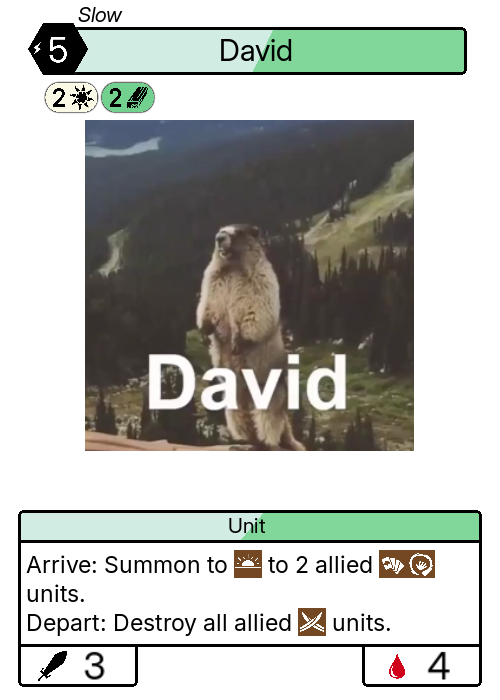 Slow
5 David
2 2
David
Unit
Arrive: Summon to to 2 allied
units.
Depart: Destroy all allied units.
3 4